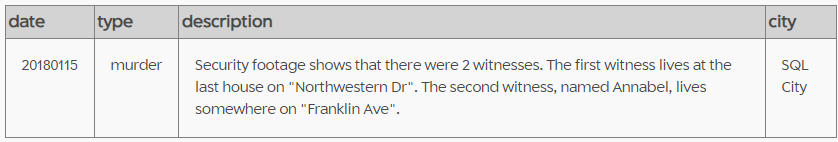 date type description city
20180115 murder Security footage shows that there were 2 witnesses. The first witness lives at the SQL
last house on "Northwestern Dr". The second witness, named Annabel, lives City
somewhere on "Franklin Ave".